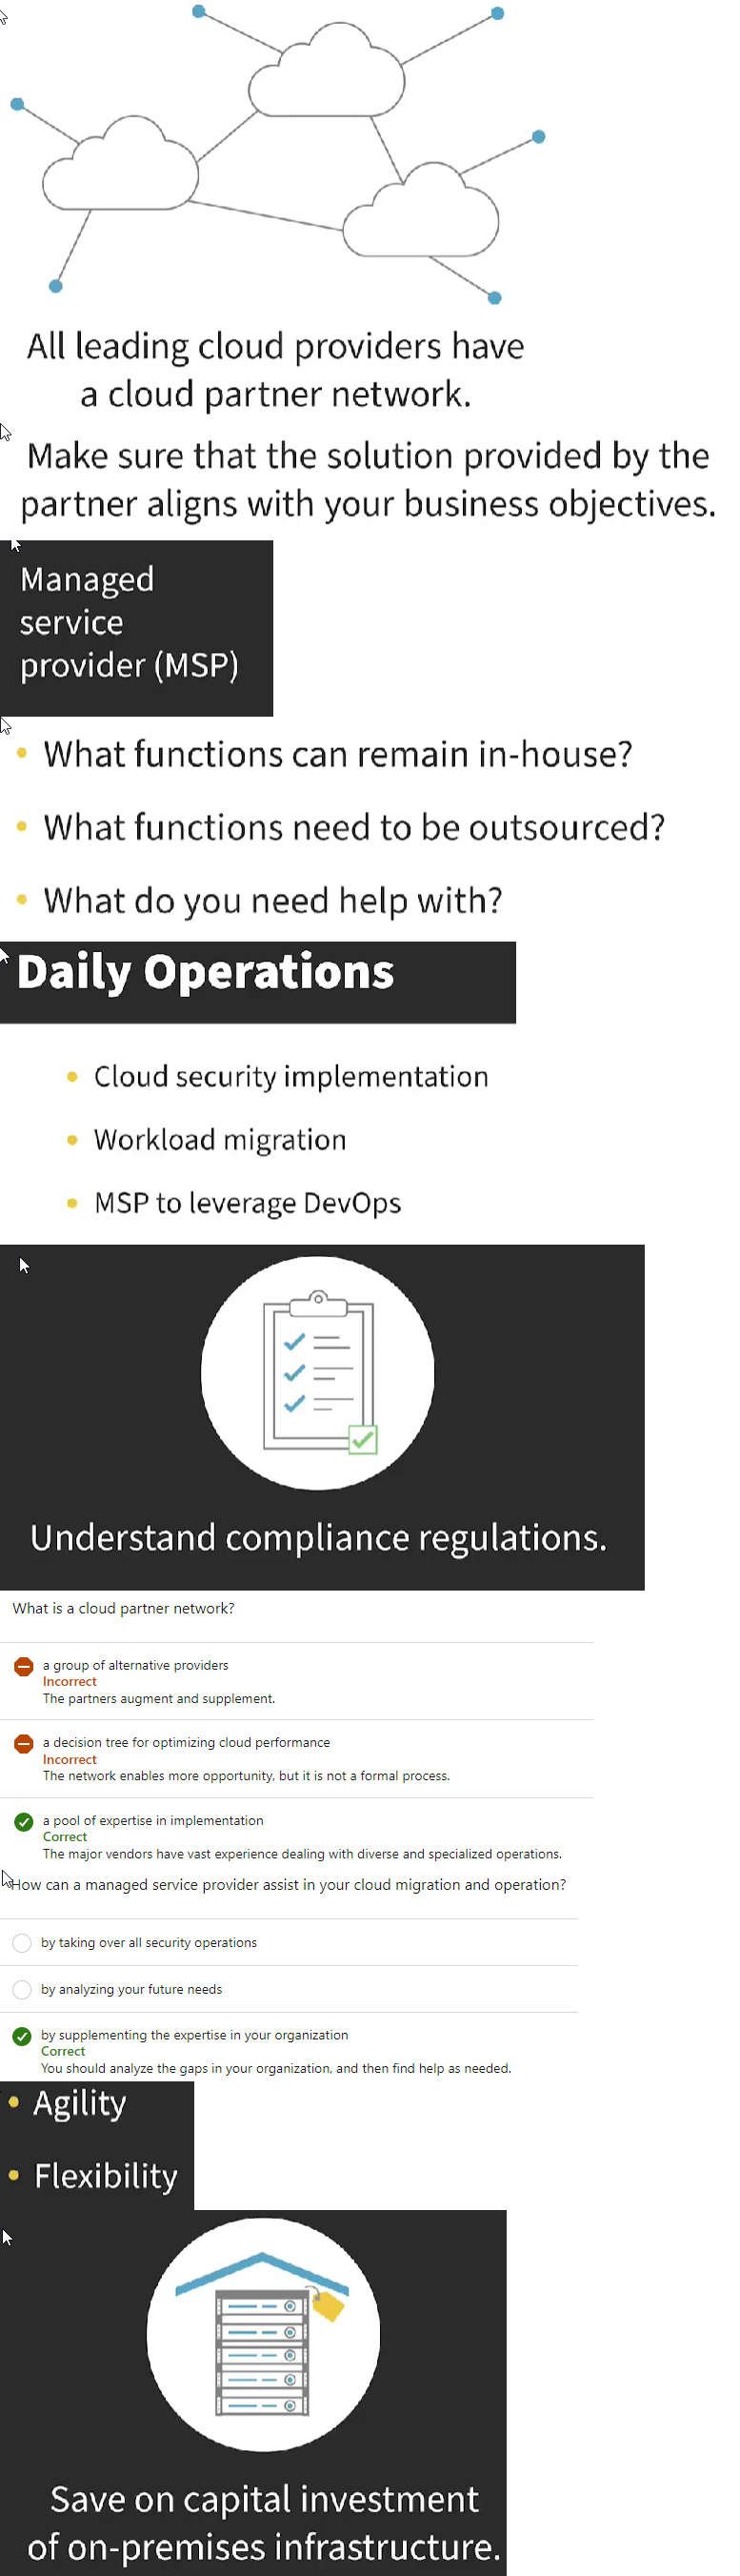 All leading cloud providers have
a cloud partner network.
Make sure that the solution provided by the
partner aligns with your business objectives.
Managed
service
provider (MSP)
• What functions can remain in-house?
• What functions need to be outsourced?
• What do you need help with?
Daily Operations
• Cloud security implementation
• Workload migration
• MSP to leverage DevOps
Understand compliance regulations.
What is a cloud partner network?
a group of alternative providers
Incorrect
The partners augment and supplement.
a decision tree for optimizing cloud performance
Incorrect
The network enables more opportunity, but it is not a formal process.
a pool of expertise in implementation
Correct
The major vendors have vast experience dealing with diverse and specialized operations.
How can a managed service provider assist in your cloud migration and operation?
by taking over all security operations
by analyzing your future needs
by supplementing the expertise in your organization
Correct
You should analyze the gaps in your organization, and then find help as needed.
• Agility
• Flexibility
Save on capital investment
of on-premises infrastructure.